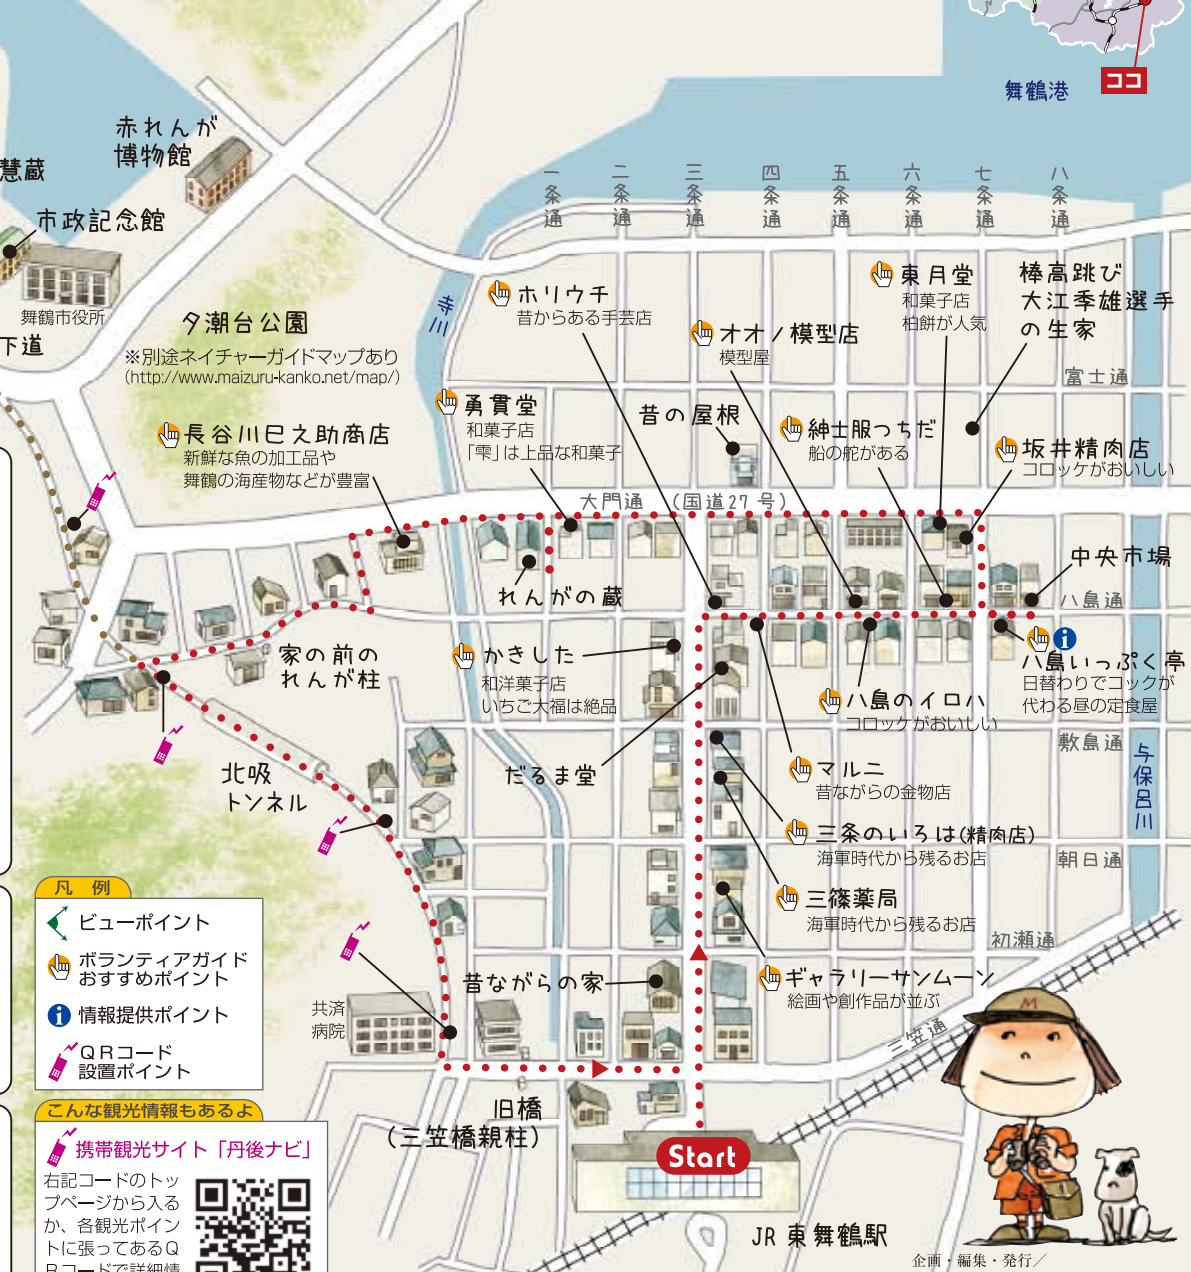 舞鶴港
ココ
赤れんが
博物館
慧蔵
市政記念館
舞鶴市役所
下道
夕潮台公園
※別途ネイチャーガイドマップあり
(http://www.maizuru-kanko.net/map/)
寺川
一条通
二条通
三条通
四条通
五条通
六条通
七条通
八条通
ホリウチ
昔からある手芸店
オオノ模型店
模型屋
東月堂
和菓子店
柏餅が人気
棒高跳び
大江季雄選手
の生家
富士通
長谷川巳之助商店
新鮮な魚の加工品や
舞鶴の海産物などが豊富
勇貫堂
和菓子店
「雫」は上品な和菓子
昔の屋根
紳士服つちだ
船の舵がある
坂井精肉店
コロッケがおいしい
大門通 (国道27号)
れんがの蔵
中央市場
八島通
家の前の
れんが柱
かきした
和洋菓子店
いちご大福は絶品
八島のイロハ
コロッケがおいしい
八島いっぷく亭
日替わりでコックが
代わる昼の定食屋
敷島通
与保呂川
北吸
トンネル
だるま堂
マルニ
昔ながらの金物店
三条のいろは(精肉店)
海軍時代から残るお店
朝日通
三篠薬局
海軍時代から残るお店
初瀬通
昔ながらの家
ギャラリーサンムーン
絵画や創作品が並ぶ
三笠通
共済
病院
旧橋
(三笠橋親柱)
Start
JR 東舞鶴駅
M
企画・編集・発行／
凡 例
ビューポイント
ボランティアガイド
おすすめポイント
情報提供ポイント
QRコード
設置ポイント
こんな観光情報もあるよ
携帯観光サイト「丹後ナビ」
右記コードのトッ
プページから入る
か、各観光ポイン
トに張ってあるQ
Rコードで詳細情